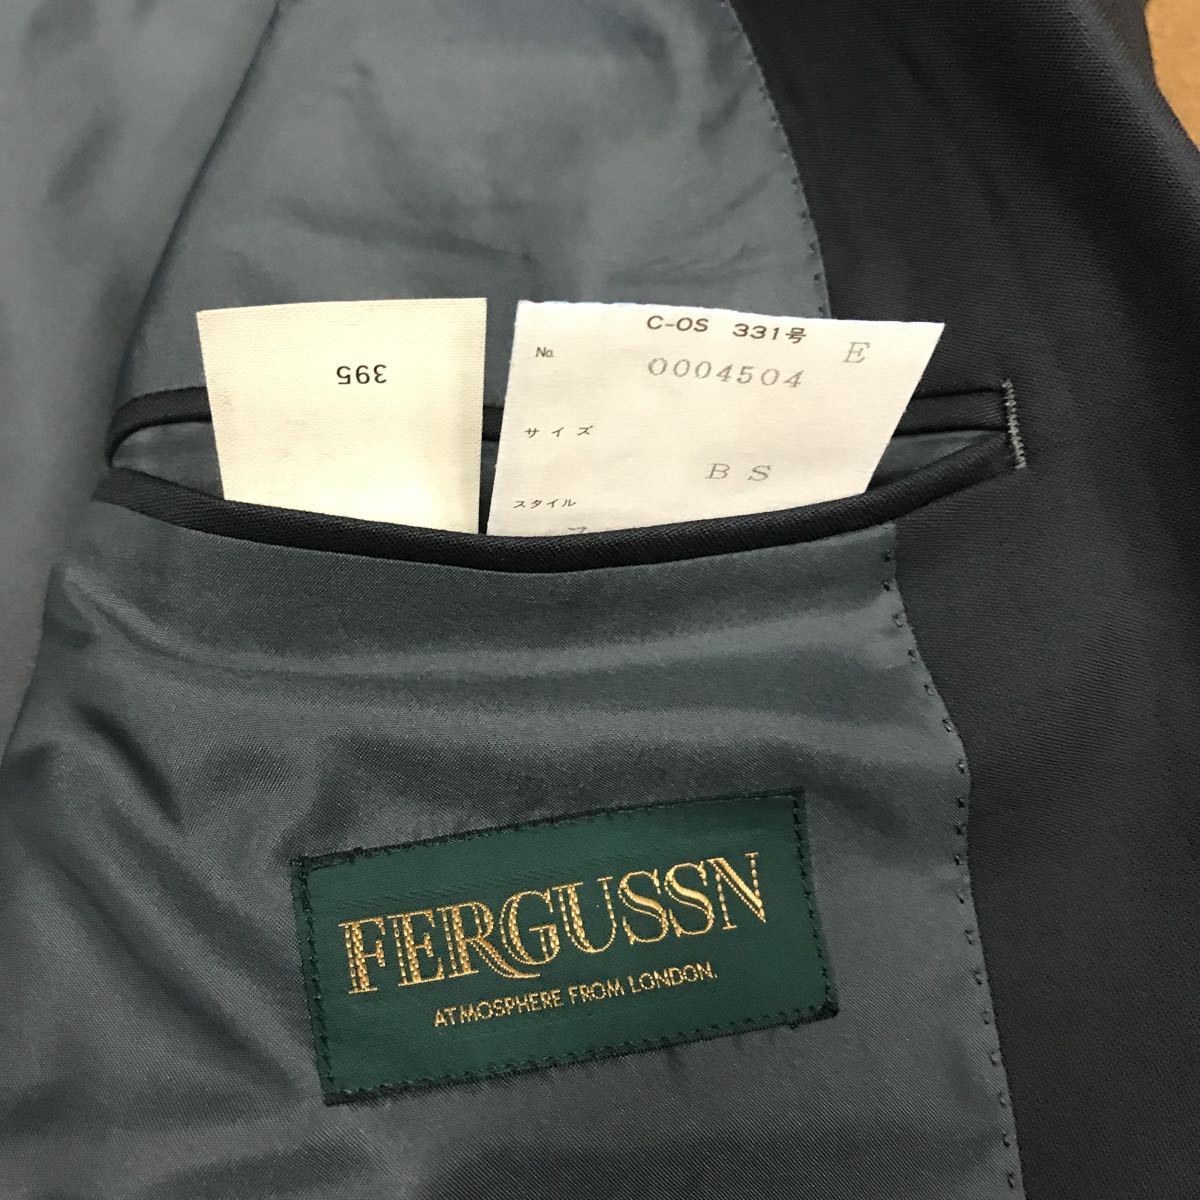 395
C-OS 331号 E
No. 0004504
サイズ
BS
スタイル
FERGUSSN
ATMOSPHERE FROM LONDON.